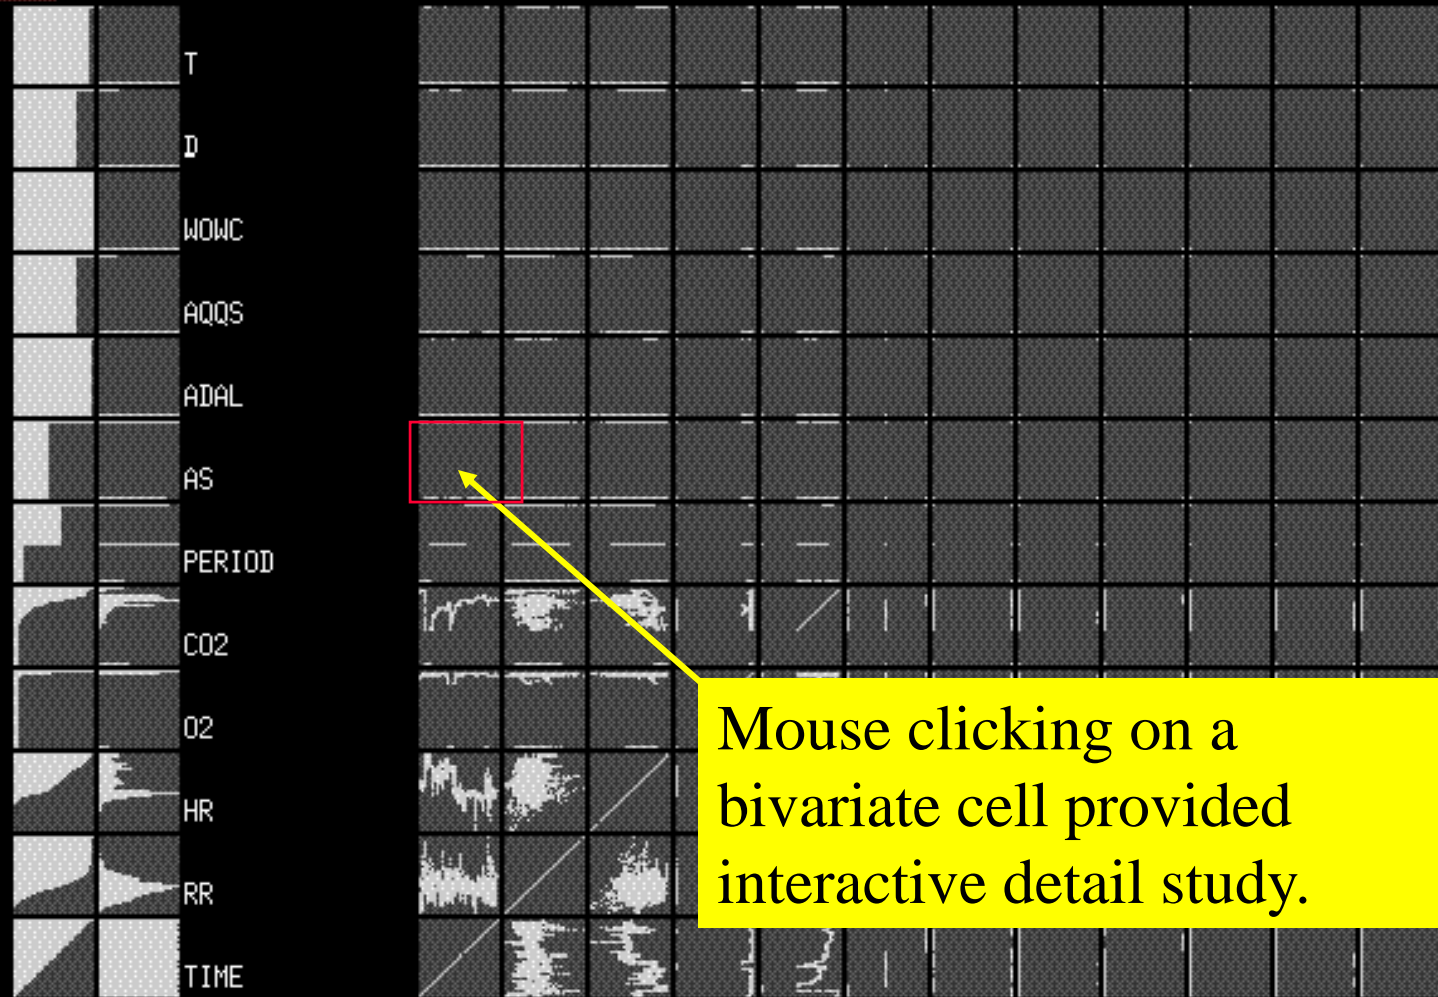 T
D
WOWC
AQQS
ADAL
AS
PERIOD
CO2
O2
HR
RR
TIME
Mouse clicking on a
bivariate cell provided
interactive detail study.